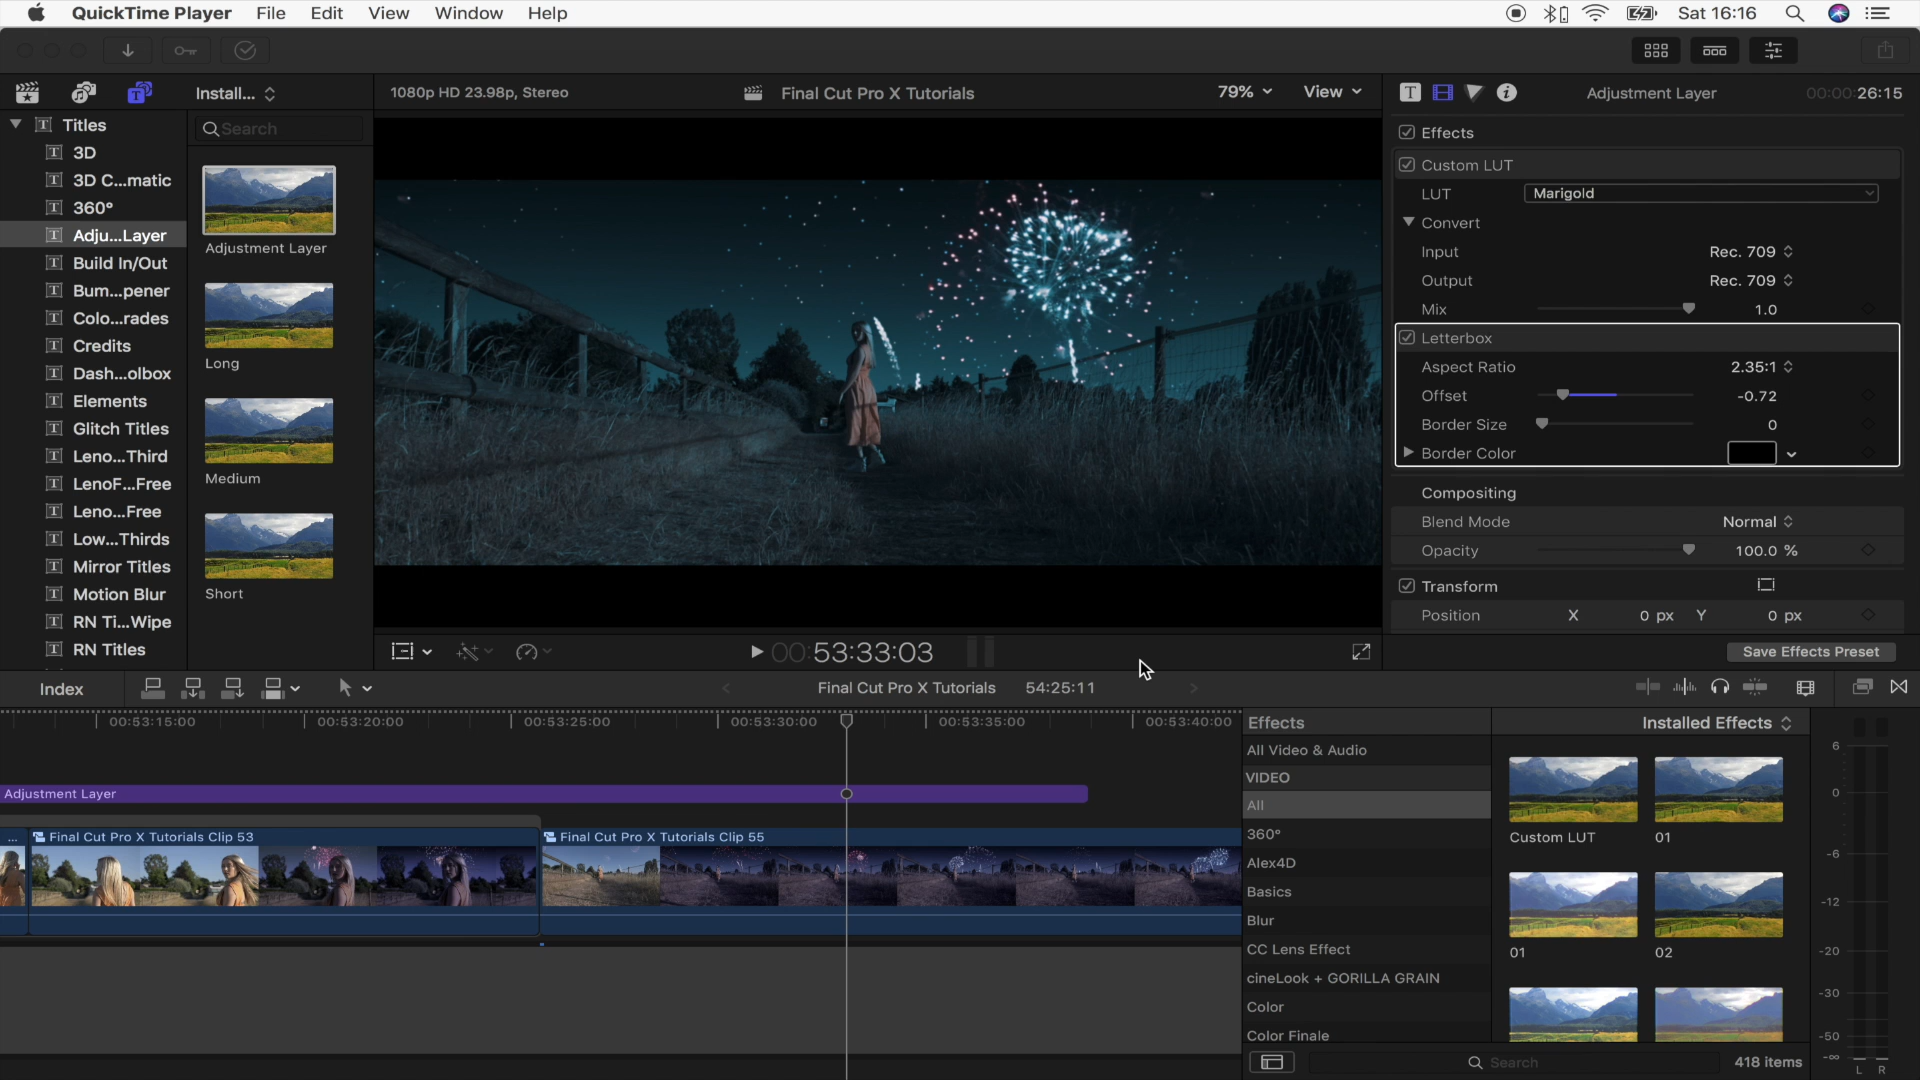 QuickTime Player File Edit View Window Help
Sat 16:16
Install...
1080p HD 23.98p, Stereo
Final Cut Pro X Tutorials
79%
View
Adjustment Layer
00:00:26:15
Titles
3D
3D C...matic
360°
Adju...Layer
Build In/Out
Bum...pener
Colo...rades
Credits
Dash...olbox
Elements
Glitch Titles
Leno...Third
LenoF...Free
Leno...Free
Low...Thirds
Mirror Titles
Motion Blur
RN Ti...Wipe
RN Titles
Search
Adjustment Layer
Long
Medium
Short
Effects
Custom LUT
LUT Marigold
Convert
Input Rec. 709
Output Rec. 709
Mix 1.0
Letterbox
Aspect Ratio 2.35:1
Offset -0.72
Border Size 0
Border Color
Compositing
Blend Mode Normal
Opacity 100.0 %
Transform
Position X 0 px Y 0 px
Save Effects Preset
00:53:33:03
Index
Final Cut Pro X Tutorials 54:25:11
00:53:15:00 00:53:20:00 00:53:25:00 00:53:30:00 00:53:35:00 00:53:40:00
Adjustment Layer
... Final Cut Pro X Tutorials Clip 53
Final Cut Pro X Tutorials Clip 55
Effects
Installed Effects
All Video & Audio
VIDEO
All
360°
Alex4D
Basics
Blur
CC Lens Effect
cineLook + GORILLA GRAIN
Color
Color Finale
Custom LUT
01
01
02
Search
418 items
6
0
-6
-12
-20
-30
-50
-∞
L R